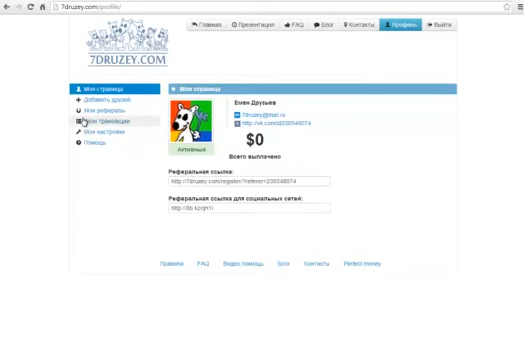 7druzey.com/profile/
Главная Презентация FAQ Блог Контакты Профиль Выйти
7DRUZEY.COM
Моя страница
Добавить друзей
Мои рефералы
Мои транзакции
Мои настройки
Помощь
Моя страница
Емен Друзьев
7druzey@mail.ru
http://vk.com/id230549074
$0
Активный
Всего выплачено
Реферальная ссылка:
http://7druzey.com/register/?referer=230549074
Реферальная ссылка для социальных сетей:
Правила FAQ Видео помощь Блог Контакты Perfect money